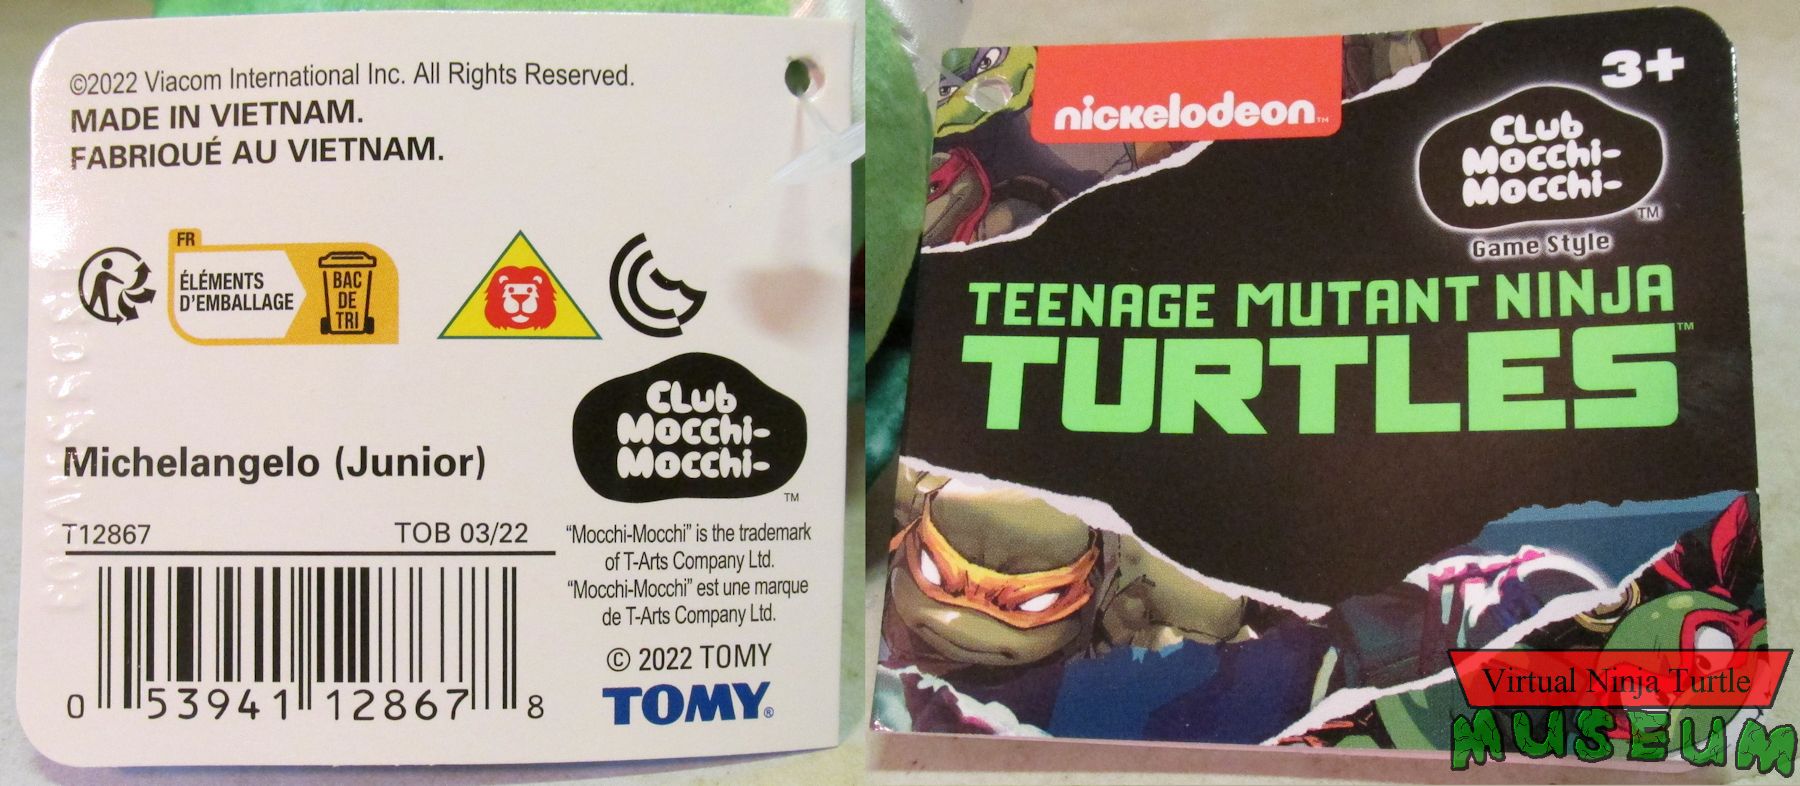 ©2022 Viacom International Inc. All Rights Reserved.
MADE IN VIETNAM.
FABRIQUÉ AU VIETNAM.
FR
ÉLÉMENTS
D'EMBALLAGE
BAC
DE
TRI
CLub
Mocchi-
Mocchi-
TM
Michelangelo (Junior)
T12867 TOB 03/22
"Mocchi-Mocchi" is the trademark
of T-Arts Company Ltd.
"Mocchi-Mocchi" est une marque
de T-Arts Company Ltd.
© 2022 TOMY
TOMY®
0 53941 12867 8
nickelodeon™
3+
CLub
Mocchi-
Mocchi-
TM
Game Style
TEENAGE MUTANT NINJA
TURTLES™
Virtual Ninja Turtle
MUSEUM